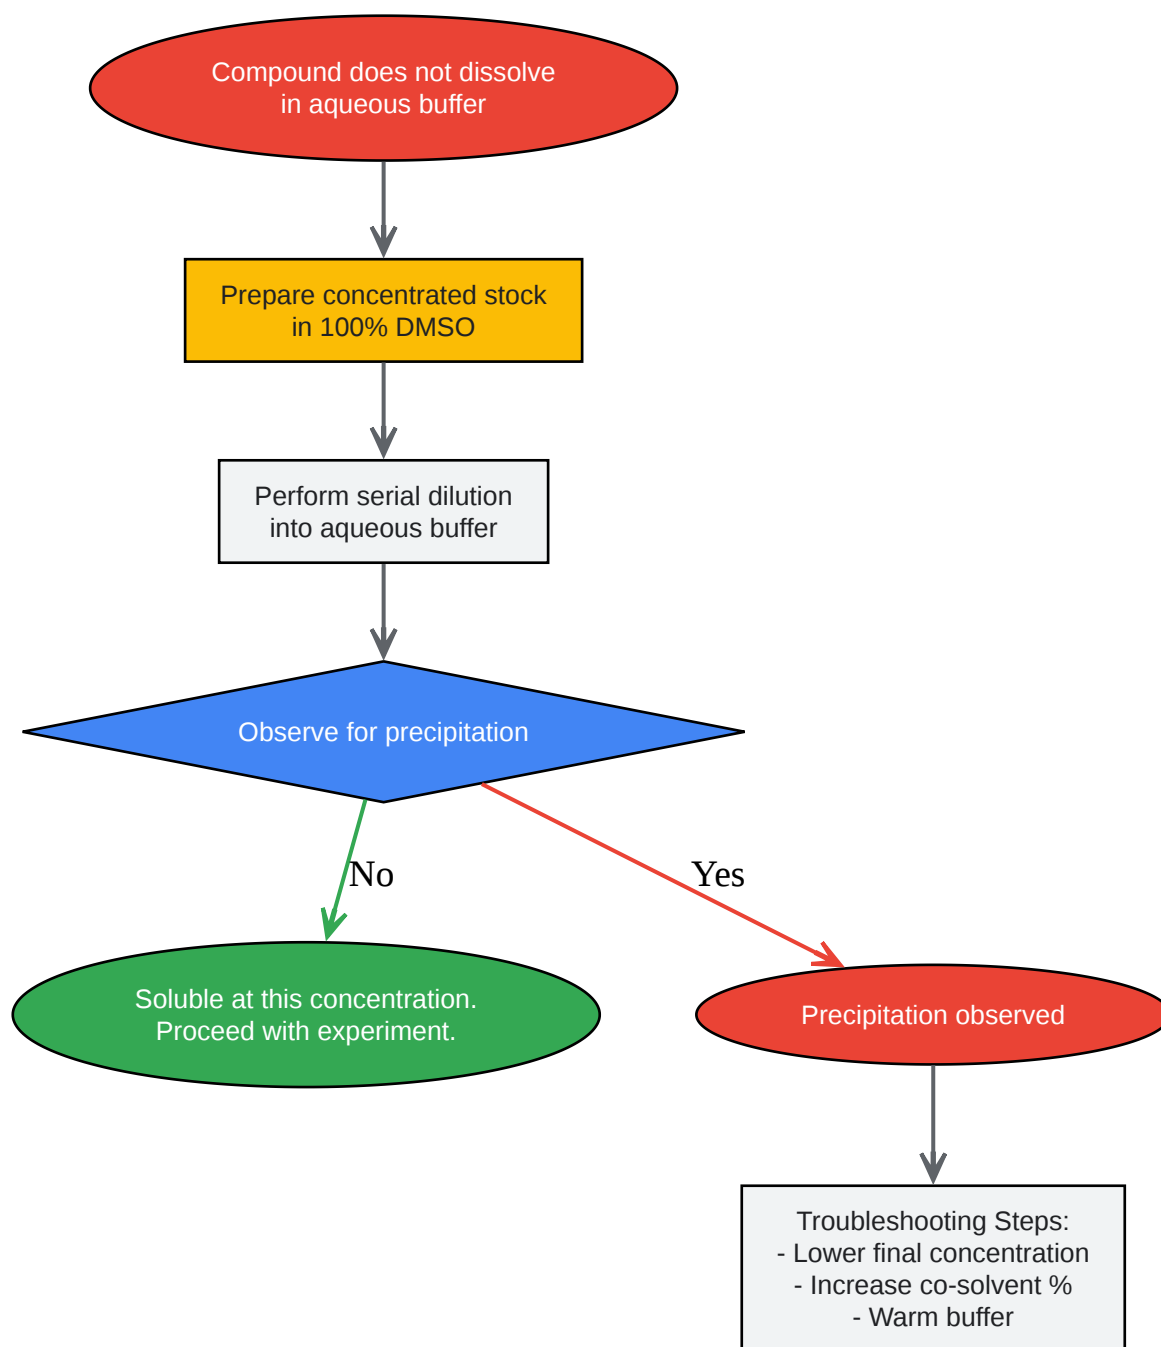 Compound does not dissolve
in aqueous buffer
Prepare concentrated stock
in 100% DMSO
Perform serial dilution
into aqueous buffer
Observe for precipitation
No
Yes
Soluble at this concentration.
Proceed with experiment.
Precipitation observed
Troubleshooting Steps:
- Lower final concentration
- Increase co-solvent %
- Warm buffer